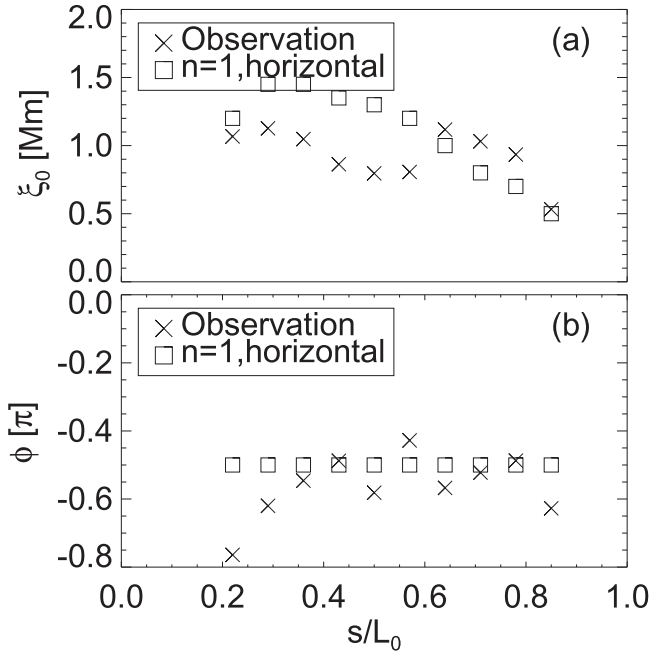 2.0
Observation
(a)
n=1,horizontal
1.5
1.0
ξ₀ [Mm]
0.5
0.0
0.0
Observation
(b)
n=1,horizontal
-0.2
-0.4
ϕ [π]
-0.6
-0.8
0.0 0.2 0.4 0.6 0.8 1.0
s/L₀